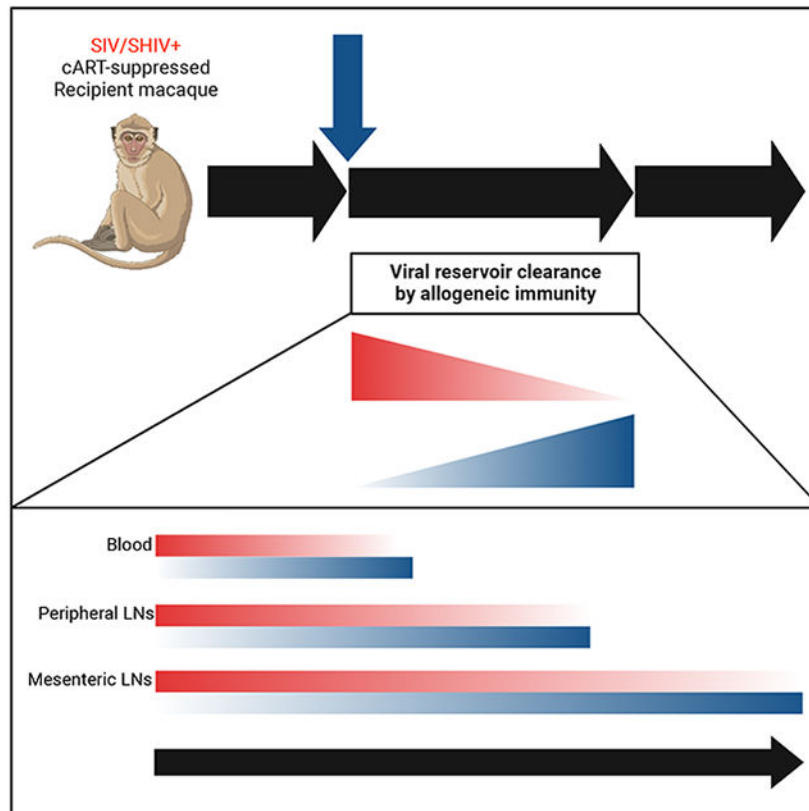 SIV/SHIV+
cART-suppressed
Recipient macaque
Viral reservoir clearance
by allogeneic immunity
Blood
Peripheral LNs
Mesenteric LNs